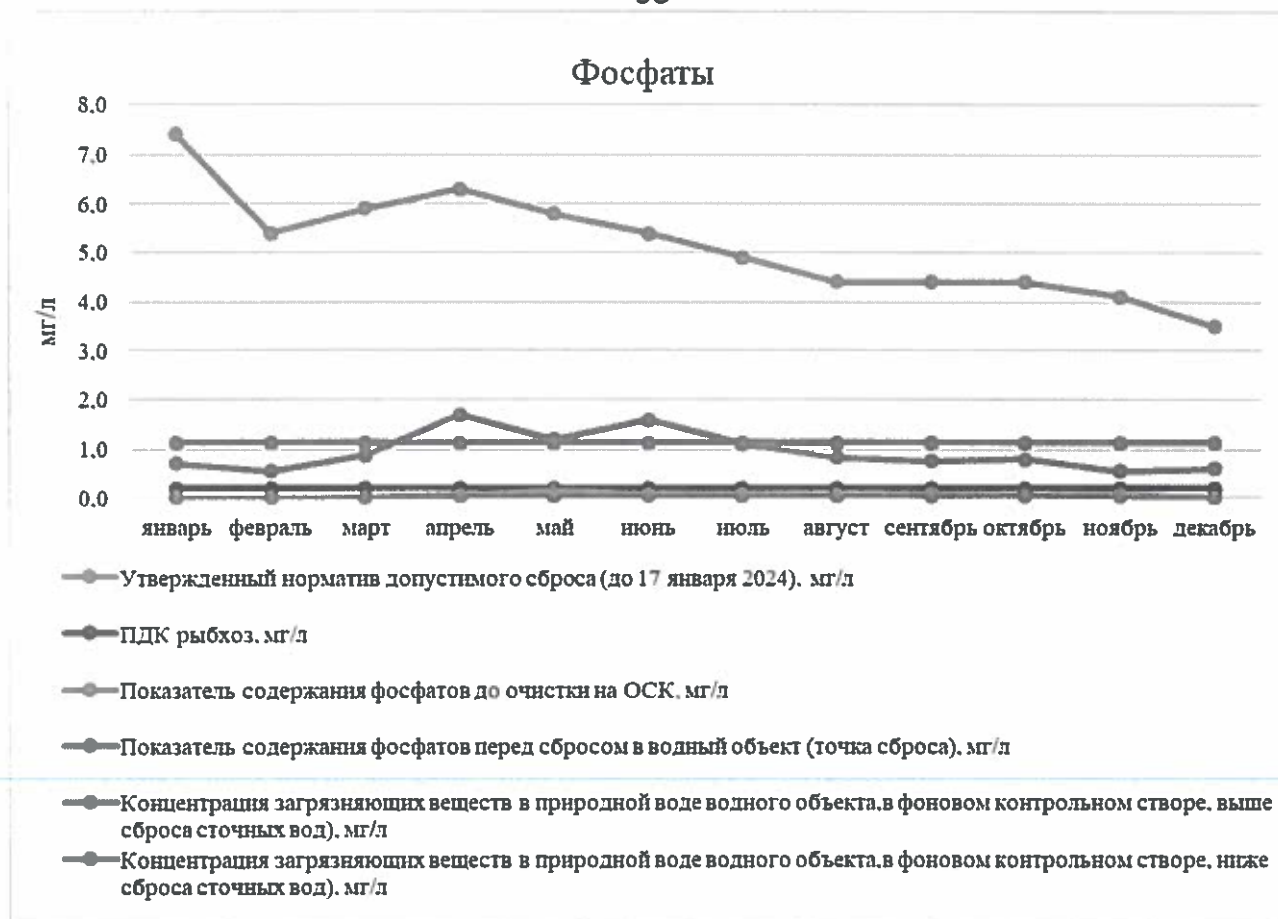 Фосфаты
8.0
7.0
6.0
5.0
4.0
3.0
2.0
1.0
0.0
мг/л
январь февраль март апрель май июнь июль август сентябрь октябрь ноябрь декабрь
Утвержденный норматив допустимого сброса (до 17 января 2024), мг/л
ПДК рыбхоз, мг/л
Показатель содержания фосфатов до очистки на ОСК, мг/л
Показатель содержания фосфатов перед сбросом в водный объект (точка сброса), мг/л
Концентрация загрязняющих веществ в природной воде водного объекта,в фоновом контрольном створе, выше
сброса сточных вод), мг/л
Концентрация загрязняющих веществ в природной воде водного объекта,в фоновом контрольном створе, ниже
сброса сточных вод), мг/л